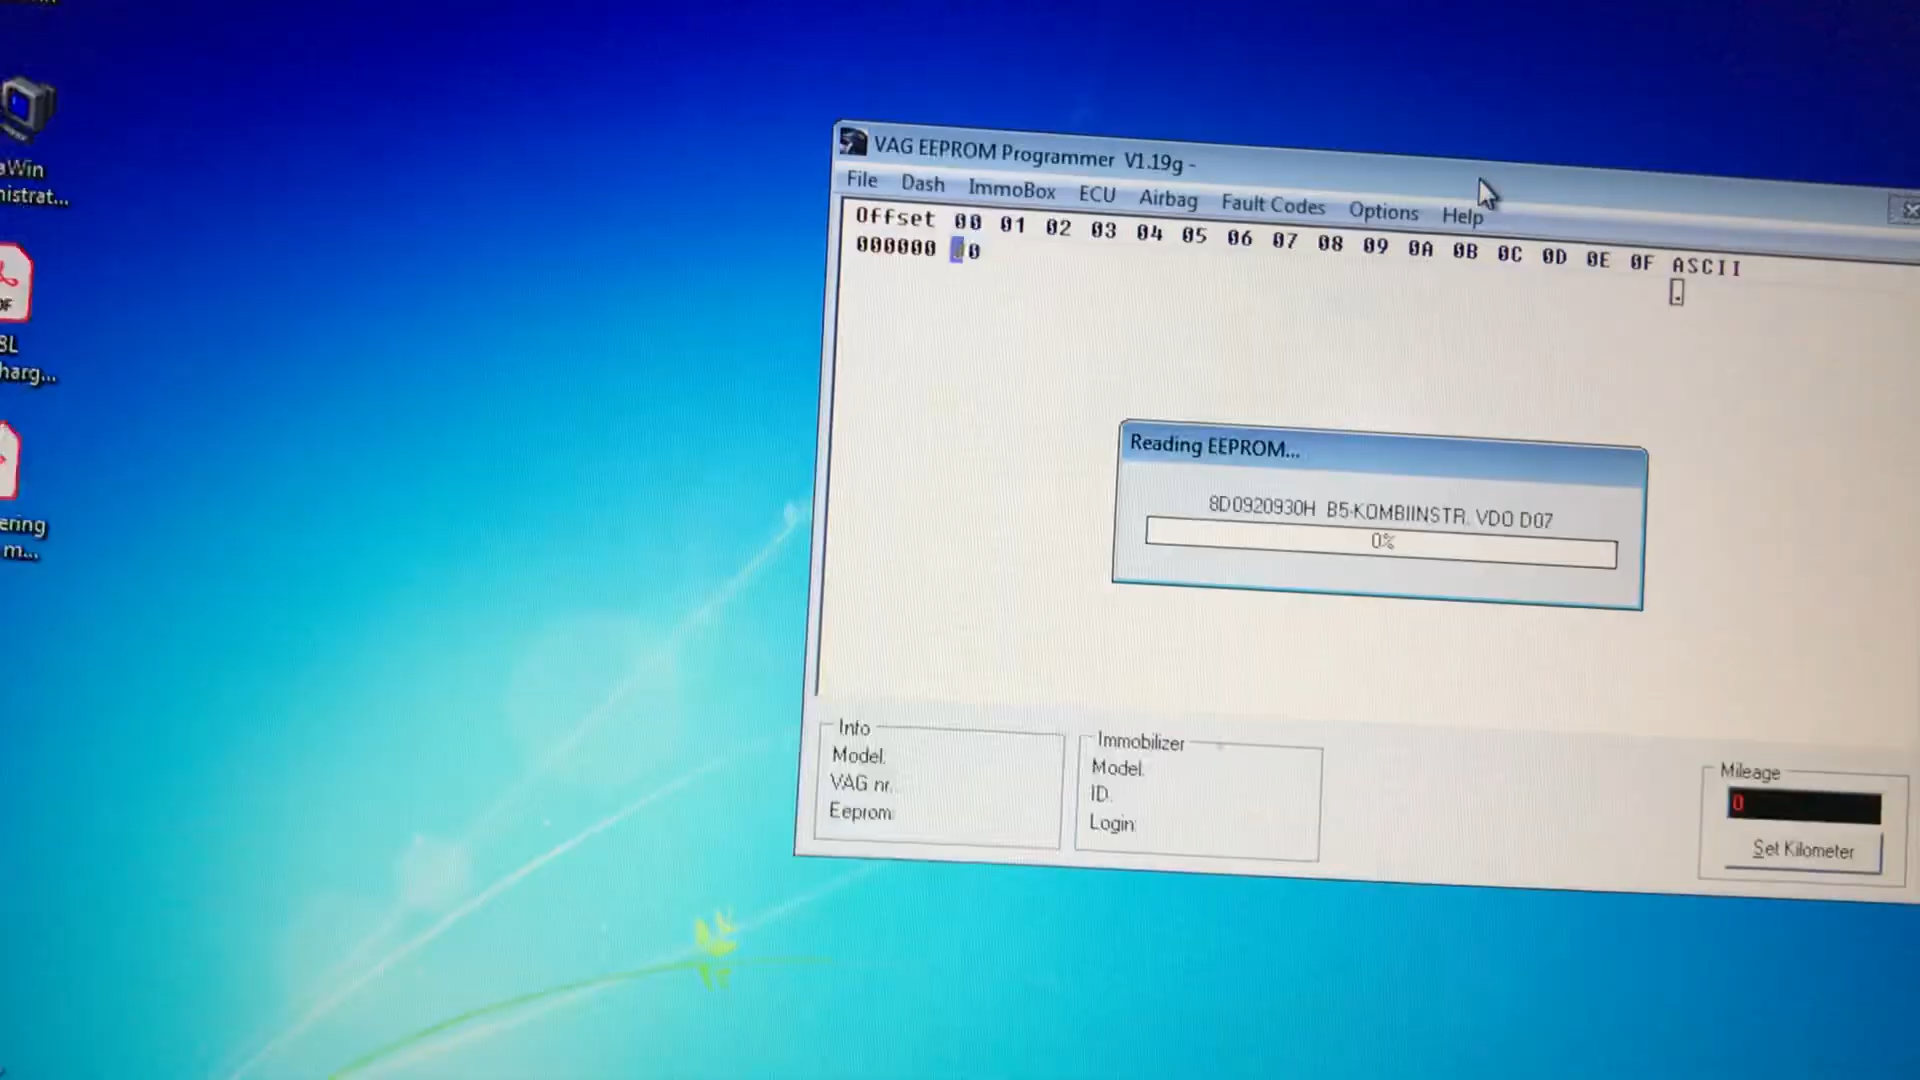 aWin
nistrat...
8L
harg...
ering
m...
VAG EEPROM Programmer V1.19g -
File Dash ImmoBox ECU Airbag Fault Codes Options Help
Offset 00 01 02 03 04 05 06 07 08 09 0A 0B 0C 0D 0E 0F ASCII
000000 00
.
Reading EEPROM...
8D0920930H B5-KOMBIINSTR. VDO D07
0%
Info
Model:
VAG nr.:
Eeprom:
Immobilizer
Model:
ID:
Login:
Mileage
0
Set Kilometer